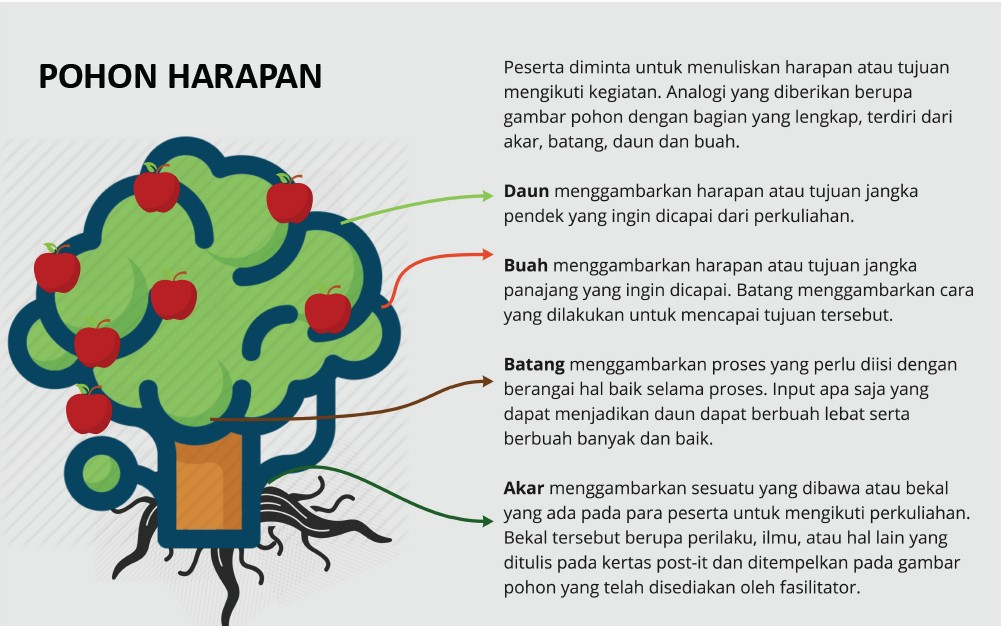 POHON HARAPAN
Peserta diminta untuk menuliskan harapan atau tujuan
mengikuti kegiatan. Analogi yang diberikan berupa
gambar pohon dengan bagian yang lengkap, terdiri dari
akar, batang, daun dan buah.
Daun menggambarkan harapan atau tujuan jangka
pendek yang ingin dicapai dari perkuliahan.
Buah menggambarkan harapan atau tujuan jangka
panajang yang ingin dicapai. Batang menggambarkan cara
yang dilakukan untuk mencapai tujuan tersebut.
Batang menggambarkan proses yang perlu diisi dengan
berangai hal baik selama proses. Input apa saja yang
dapat menjadikan daun dapat berbuah lebat serta
berbuah banyak dan baik.
Akar menggambarkan sesuatu yang dibawa atau bekal
yang ada pada para peserta untuk mengikuti perkuliahan.
Bekal tersebut berupa perilaku, ilmu, atau hal lain yang
ditulis pada kertas post-it dan ditempelkan pada gambar
pohon yang telah disediakan oleh fasilitator.